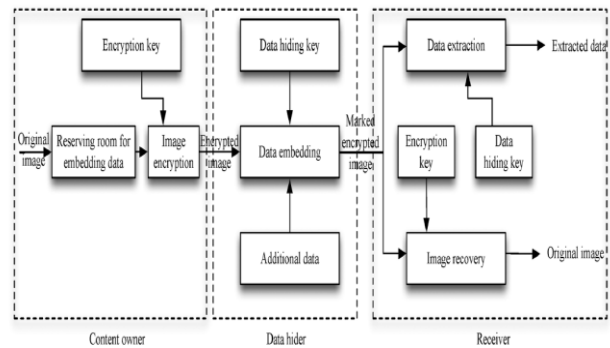 Encryption key
Original
image
Reserving room for
embedding data
Image
encryption
Encrypted
image
Content owner
Data hiding key
Data embedding
Additional data
Data hider
Marked
encrypted
image
Data extraction
Extracted data
Encryption
key
Data
hiding key
Image recovery
Original image
Receiver